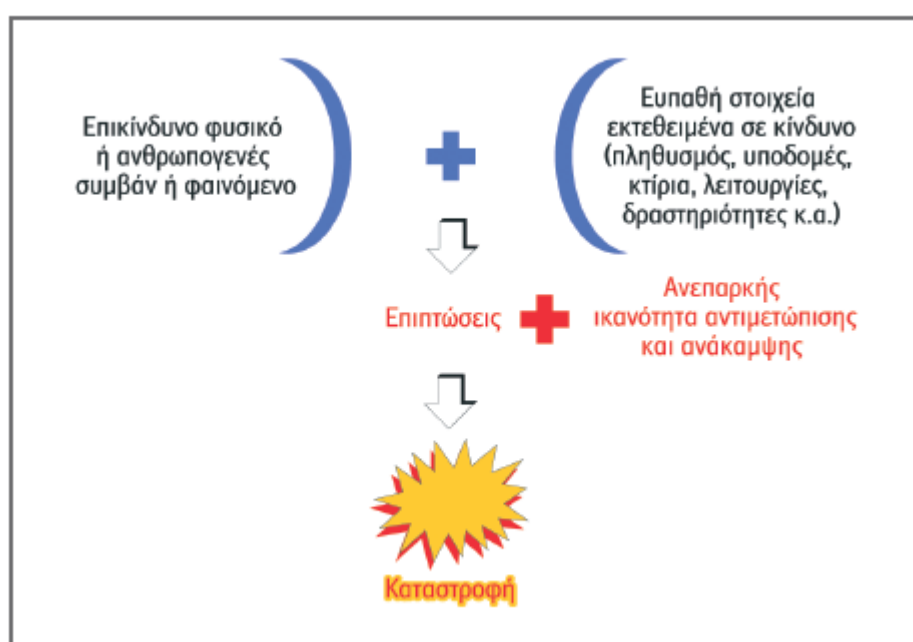 Επικίνδυνο φυσικό
ή ανθρωπογενές
συμβάν ή φαινόμενο
Ευπαθή στοιχεία
εκτεθειμένα σε κίνδυνο
(πληθυσμός, υποδομές,
κτίρια, λειτουργίες,
δραστηριότητες κ.α.)
Επιπτώσεις
Ανεπαρκής
ικανότητα αντιμετώπισης
και ανάκαμψης
Καταστροφή